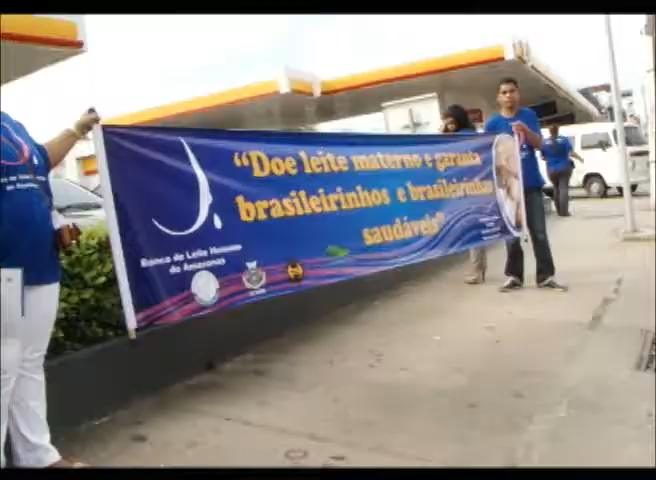 “Doe leite materno e garanta
brasileirinhos e brasileirinhas
saudáveis”
Banco de Leite Humano
do Amazonas